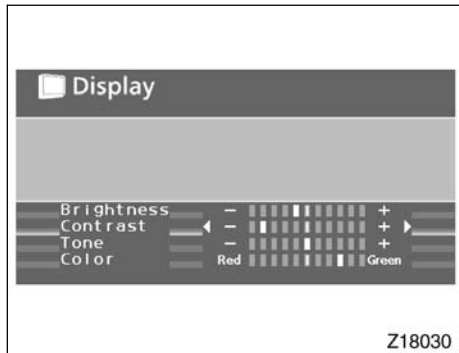 Display
Brightness - +
Contrast - +
Tone - +
Color Red Green
Z18030